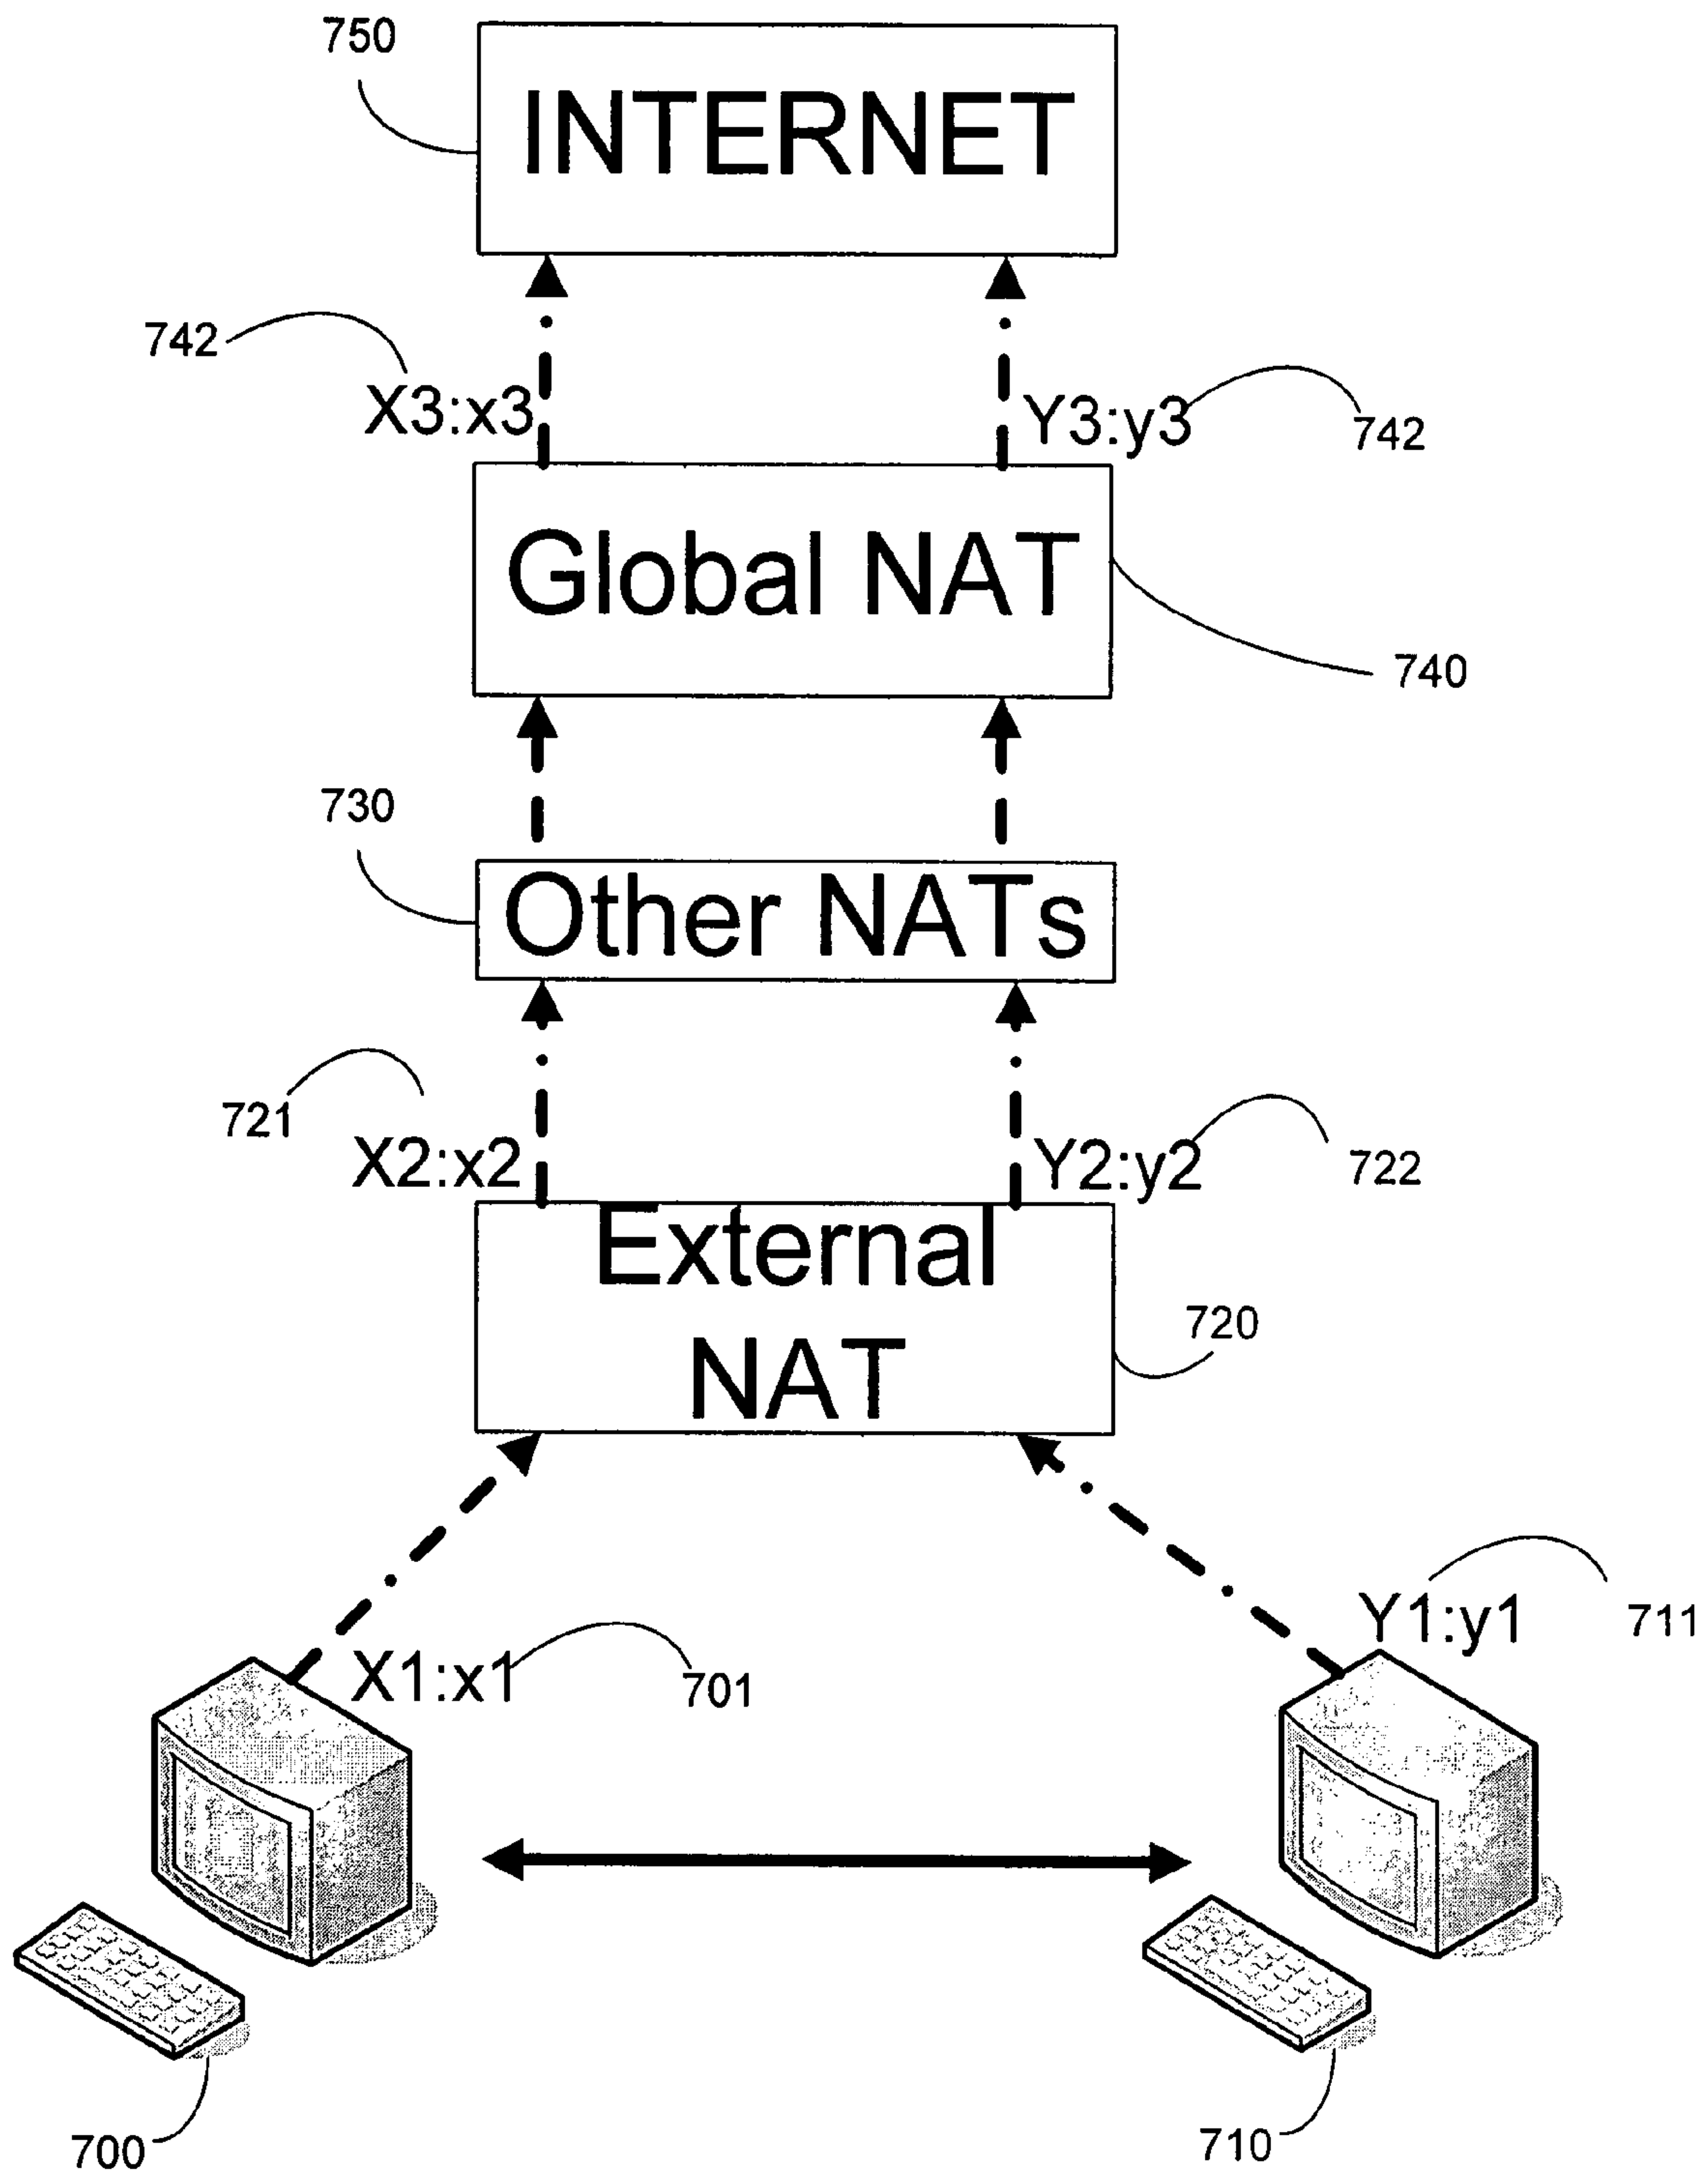 750
INTERNET
742
X3:x3
Y3:y3
742
Global NAT
740
730
Other NATs
721
X2:x2
Y2:y2
722
External
NAT
720
X1:x1
701
Y1:y1
711
700
710